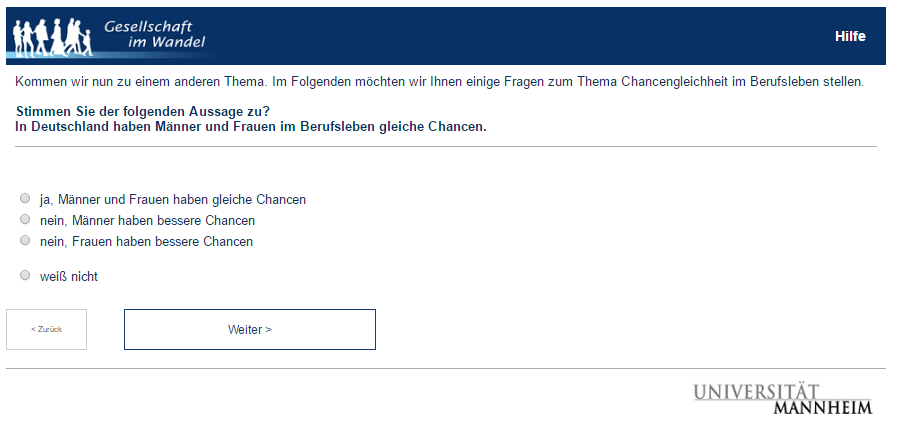 Gesellschaft
im Wandel
Hilfe
Kommen wir nun zu einem anderen Thema. Im Folgenden möchten wir Ihnen einige Fragen zum Thema Chancengleichheit im Berufsleben stellen.
Stimmen Sie der folgenden Aussage zu?
In Deutschland haben Männer und Frauen im Berufsleben gleiche Chancen.
ja, Männer und Frauen haben gleiche Chancen
nein, Männer haben bessere Chancen
nein, Frauen haben bessere Chancen
weiß nicht
< Zurück
Weiter >
UNIVERSITÄT
MANNHEIM